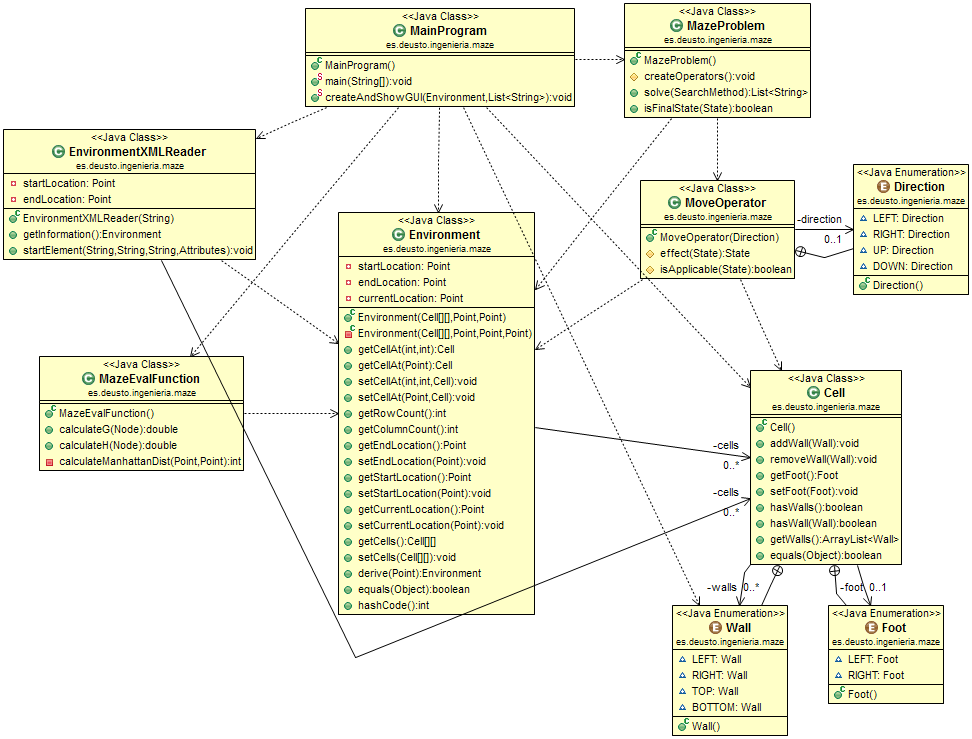 <<Java Class>>
MainProgram
es.deusto.ingenieria.maze
MainProgram()
main(String[]):void
createAndShowGUI(Environment,List<String>):void
<<Java Class>>
MazeProblem
es.deusto.ingenieria.maze
MazeProblem()
createOperators():void
solve(SearchMethod):List<String>
isFinalState(State):boolean
<<Java Class>>
EnvironmentXMLReader
es.deusto.ingenieria.maze
startLocation: Point
endLocation: Point
EnvironmentXMLReader(String)
getInformation():Environment
startElement(String,String,String,Attributes):void
<<Java Class>>
Environment
es.deusto.ingenieria.maze
startLocation: Point
endLocation: Point
currentLocation: Point
Environment(Cell[][],Point,Point)
Environment(Cell[][],Point,Point,Point)
getCellAt(int,int):Cell
getCellAt(Point):Cell
setCellAt(int,int,Cell):void
setCellAt(Point,Cell):void
getRowCount():int
getColumnCount():int
getEndLocation():Point
setEndLocation(Point):void
getStartLocation():Point
setStartLocation(Point):void
getCurrentLocation():Point
setCurrentLocation(Point):void
getCells():Cell[][]
setCells(Cell[][]):void
derive(Point):Environment
equals(Object):boolean
hashCode():int
<<Java Class>>
MoveOperator
es.deusto.ingenieria.maze
MoveOperator(Direction)
effect(State):State
isApplicable(State):boolean
-direction
0..1
<<Java Enumeration>>
Direction
es.deusto.ingenieria.maze
LEFT: Direction
RIGHT: Direction
UP: Direction
DOWN: Direction
Direction()
<<Java Class>>
MazeEvalFunction
es.deusto.ingenieria.maze
MazeEvalFunction()
calculateG(Node):double
calculateH(Node):double
calculateManhattanDist(Point,Point):int
-cells
0..*
-cells
0..*
<<Java Class>>
Cell
es.deusto.ingenieria.maze
Cell()
addWall(Wall):void
removeWall(Wall):void
getFoot():Foot
setFoot(Foot):void
hasWalls():boolean
hasWall(Wall):boolean
getWalls():ArrayList<Wall>
equals(Object):boolean
-walls 0..*
-foot 0..1
<<Java Enumeration>>
Wall
es.deusto.ingenieria.maze
LEFT: Wall
RIGHT: Wall
TOP: Wall
BOTTOM: Wall
Wall()
<<Java Enumeration>>
Foot
es.deusto.ingenieria.maze
LEFT: Foot
RIGHT: Foot
Foot()